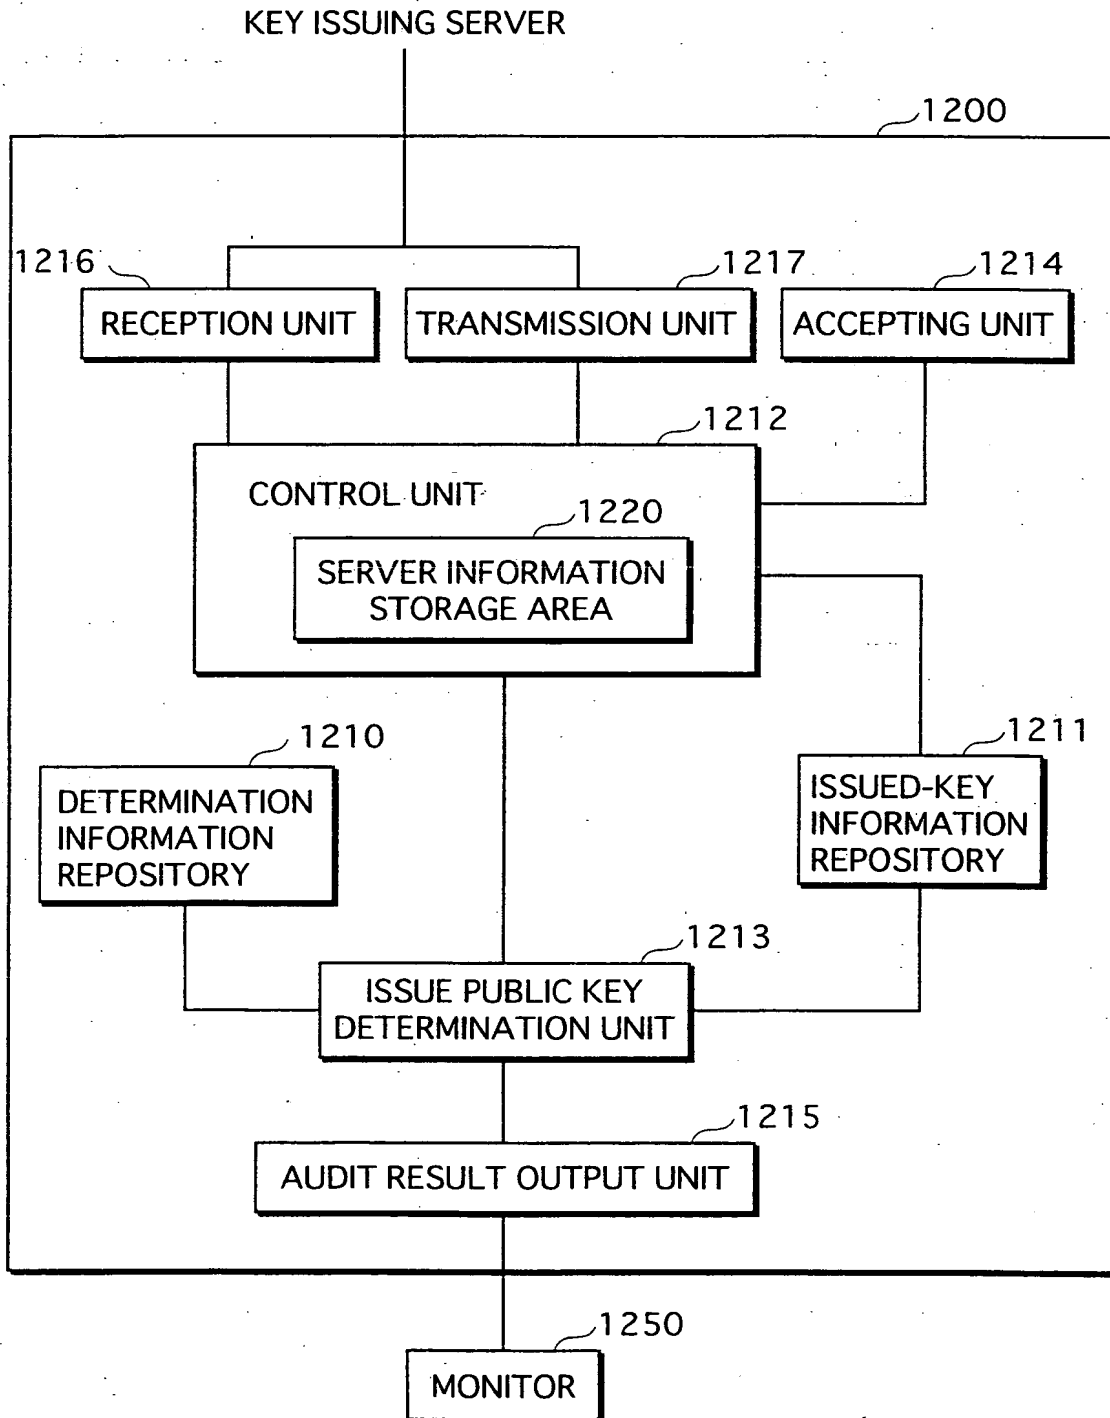 KEY ISSUING SERVER
1200
1216
1217
1214
RECEPTION UNIT
TRANSMISSION UNIT
ACCEPTING UNIT
1212
CONTROL UNIT
1220
SERVER INFORMATION
STORAGE AREA
1210
1211
DETERMINATION
INFORMATION
REPOSITORY
ISSUED-KEY
INFORMATION
REPOSITORY
1213
ISSUE PUBLIC KEY
DETERMINATION UNIT
1215
AUDIT RESULT OUTPUT UNIT
1250
MONITOR